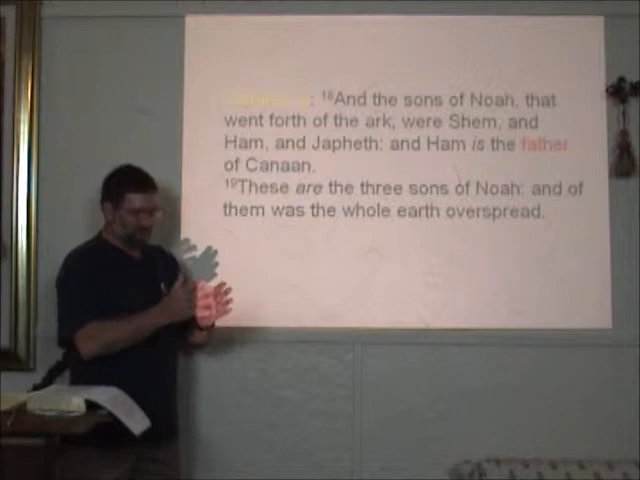 : 18And the sons of Noah, that
went forth of the ark, were Shem, and
Ham, and Japheth: and Ham is the father
of Canaan.
19These are the three sons of Noah: and of
them was the whole earth overspread.